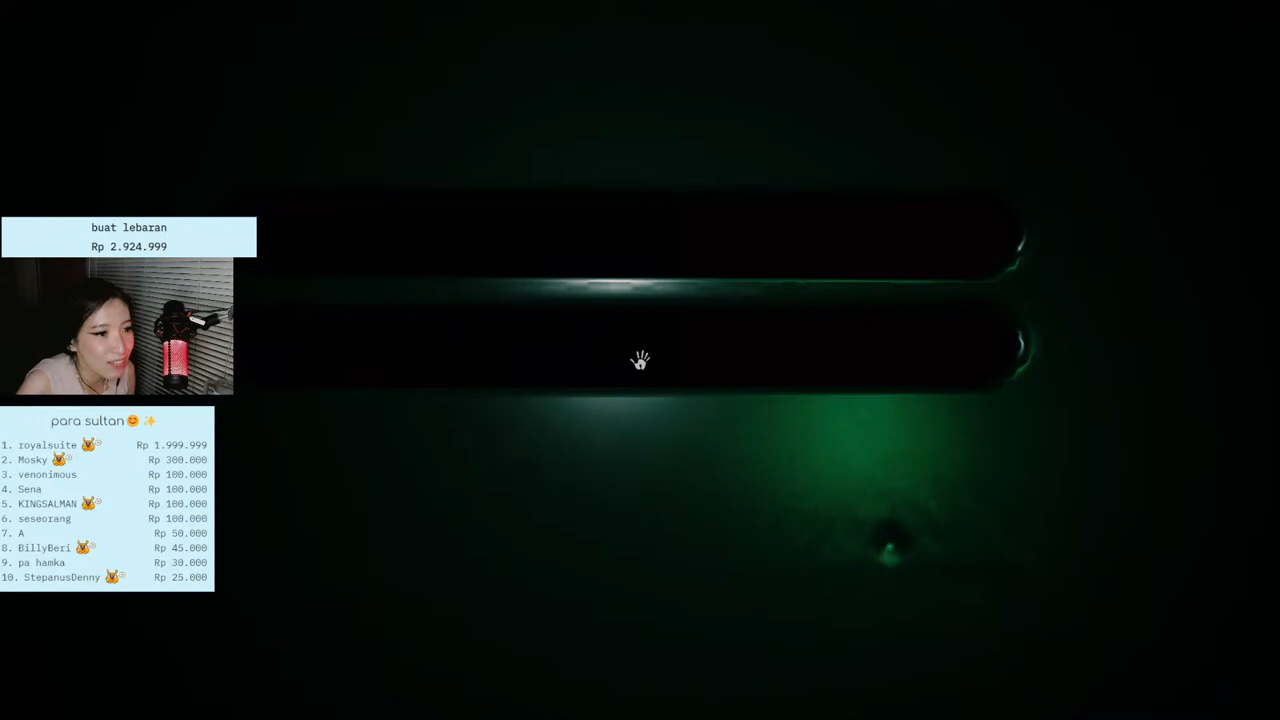 buat lebaran
Rp 2.924.999
para sultan😊✨
1. royalsuite Rp 1.999.999
2. Mosky Rp 300.000
3. venonimous Rp 100.000
4. Sena Rp 100.000
5. KINGSALMAN Rp 100.000
6. seseorang Rp 100.000
7. A Rp 50.000
8. BillyBeri Rp 45.000
9. pa hamka Rp 30.000
10. StepanusDenny Rp 25.000